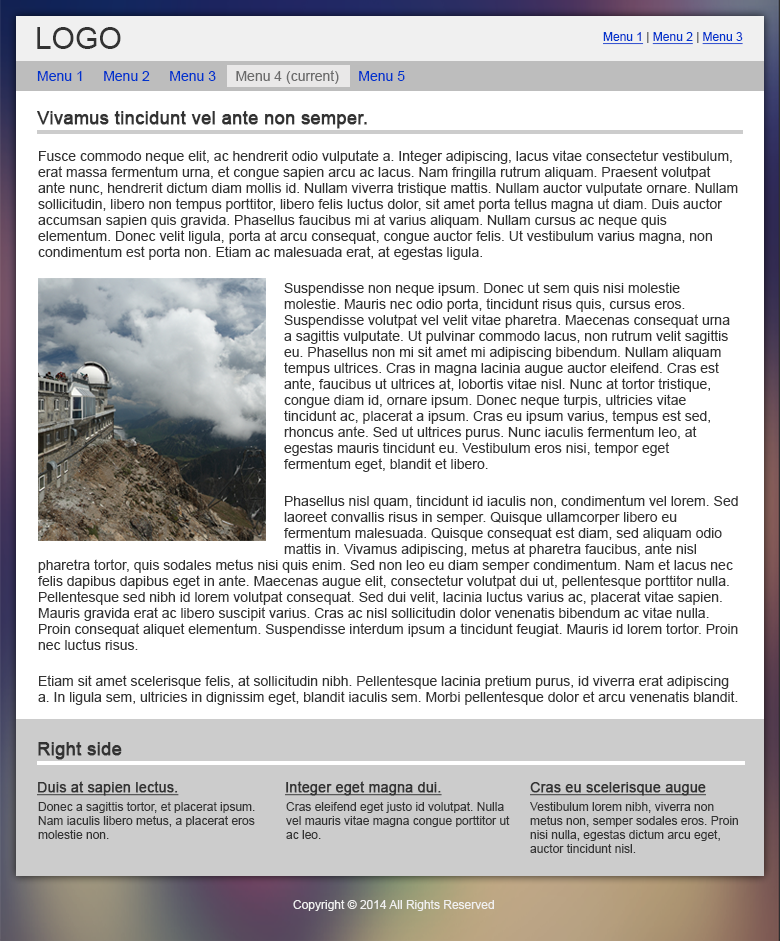 LOGO
Menu 1 | Menu 2 | Menu 3
Menu 1 Menu 2 Menu 3 Menu 4 (current) Menu 5
Vivamus tincidunt vel ante non semper.
Fusce commodo neque elit, ac hendrerit odio vulputate a. Integer adipiscing, lacus vitae consectetur vestibulum,
erat massa fermentum urna, et congue sapien arcu ac lacus. Nam fringilla rutrum aliquam. Praesent volutpat
ante nunc, hendrerit dictum diam mollis id. Nullam viverra tristique mattis. Nullam auctor vulputate ornare. Nullam
sollicitudin, libero non tempus porttitor, libero felis luctus dolor, sit amet porta tellus magna ut diam. Duis auctor
accumsan sapien quis gravida. Phasellus faucibus mi at varius aliquam. Nullam cursus ac neque quis
elementum. Donec velit ligula, porta at arcu consequat, congue auctor felis. Ut vestibulum varius magna, non
condimentum est porta non. Etiam ac malesuada erat, at egestas ligula.
Suspendisse non neque ipsum. Donec ut sem quis nisi molestie
molestie. Mauris nec odio porta, tincidunt risus quis, cursus eros.
Suspendisse volutpat vel velit vitae pharetra. Maecenas consequat urna
a sagittis vulputate. Ut pulvinar commodo lacus, non rutrum velit sagittis
eu. Phasellus non mi sit amet mi adipiscing bibendum. Nullam aliquam
tempus ultrices. Cras in magna lacinia augue auctor eleifend. Cras est
ante, faucibus ut ultrices at, lobortis vitae nisl. Nunc at tortor tristique,
congue diam id, ornare ipsum. Donec neque turpis, ultricies vitae
tincidunt ac, placerat a ipsum. Cras eu ipsum varius, tempus est sed,
rhoncus ante. Sed ut ultrices purus. Nunc iaculis fermentum leo, at
egestas mauris tincidunt eu. Vestibulum eros nisi, tempor eget
fermentum eget, blandit et libero.
Phasellus nisl quam, tincidunt id iaculis non, condimentum vel lorem. Sed
laoreet convallis risus in semper. Quisque ullamcorper libero eu
fermentum malesuada. Quisque consequat est diam, sed aliquam odio
mattis in. Vivamus adipiscing, metus at pharetra faucibus, ante nisl
pharetra tortor, quis sodales metus nisi quis enim. Sed non leo eu diam semper condimentum. Nam et lacus nec
felis dapibus dapibus eget in ante. Maecenas augue elit, consectetur volutpat dui ut, pellentesque porttitor nulla.
Pellentesque sed nibh id lorem volutpat consequat. Sed dui velit, lacinia luctus varius ac, placerat vitae sapien.
Mauris gravida erat ac libero suscipit varius. Cras ac nisl sollicitudin dolor venenatis bibendum ac vitae nulla.
Proin consequat aliquet elementum. Suspendisse interdum ipsum a tincidunt feugiat. Mauris id lorem tortor. Proin
nec luctus risus.
Etiam sit amet scelerisque felis, at sollicitudin nibh. Pellentesque lacinia pretium purus, id viverra erat adipiscing
a. In ligula sem, ultricies in dignissim eget, blandit iaculis sem. Morbi pellentesque dolor et arcu venenatis blandit.
Right side
Duis at sapien lectus.
Donec a sagittis tortor, et placerat ipsum.
Nam iaculis libero metus, a placerat eros
molestie non.
Integer eget magna dui.
Cras eleifend eget justo id volutpat. Nulla
vel mauris vitae magna congue porttitor ut
ac leo.
Cras eu scelerisque augue
Vestibulum lorem nibh, viverra non
metus non, semper sodales eros. Proin
nisi nulla, egestas dictum arcu eget,
auctor tincidunt nisl.
Copyright © 2014 All Rights Reserved